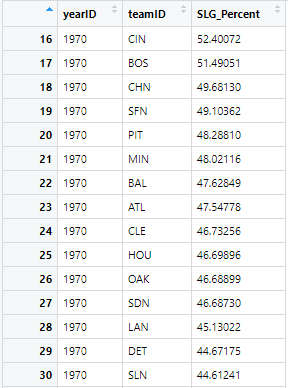 yearID teamID SLG_Percent
16 1970 CIN 52.40072
17 1970 BOS 51.49051
18 1970 CHN 49.68130
19 1970 SFN 49.10362
20 1970 PIT 48.28810
21 1970 MIN 48.02116
22 1970 BAL 47.62849
23 1970 ATL 47.54778
24 1970 CLE 46.73256
25 1970 HOU 46.69896
26 1970 OAK 46.68899
27 1970 SDN 46.68730
28 1970 LAN 45.13022
29 1970 DET 44.67175
30 1970 SLN 44.61241